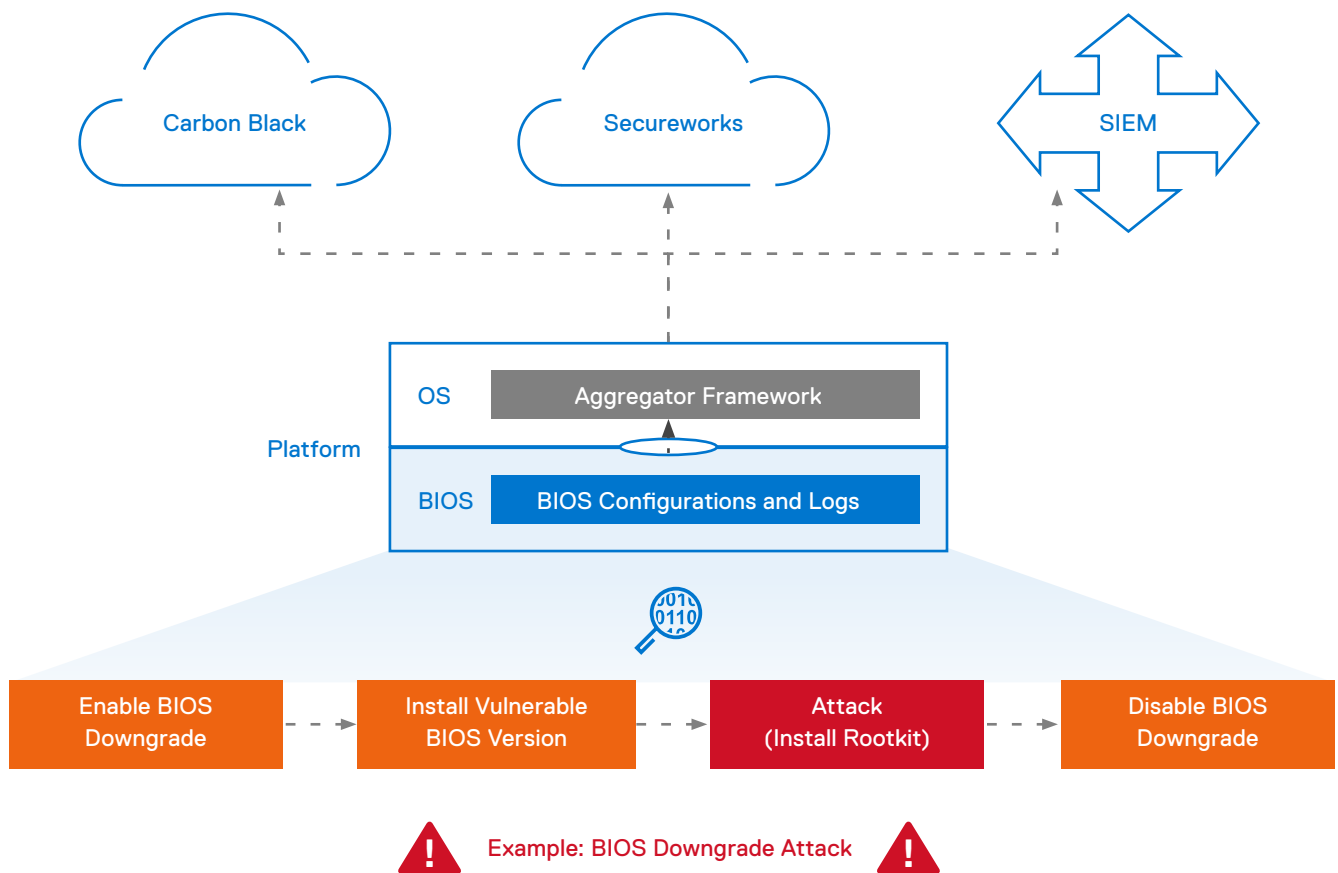 Carbon Black
Secureworks
SIEM
OS
Aggregator Framework
Platform
BIOS
BIOS Configurations and Logs
0110
Enable BIOS
Downgrade
Install Vulnerable
BIOS Version
Attack
(Install Rootkit)
Disable BIOS
Downgrade
Example: BIOS Downgrade Attack